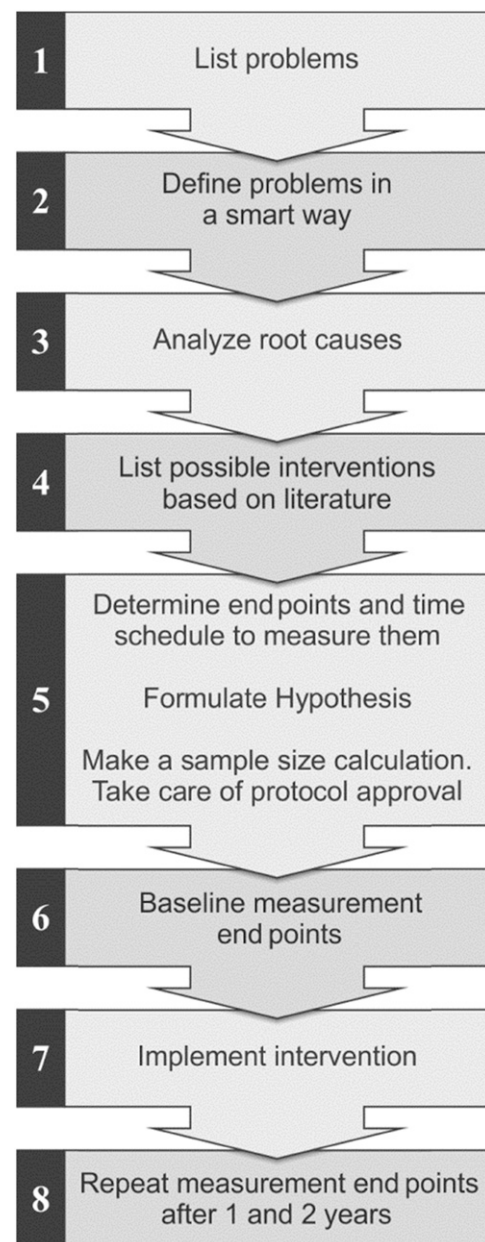 1
List problems
2
Define problems in
a smart way
3
Analyze root causes
4
List possible interventions
based on literature
5
Determine end points and time
schedule to measure them
Formulate Hypothesis
Make a sample size calculation.
Take care of protocol approval
6
Baseline measurement
end points
7
Implement intervention
8
Repeat measurement end points
after 1 and 2 years